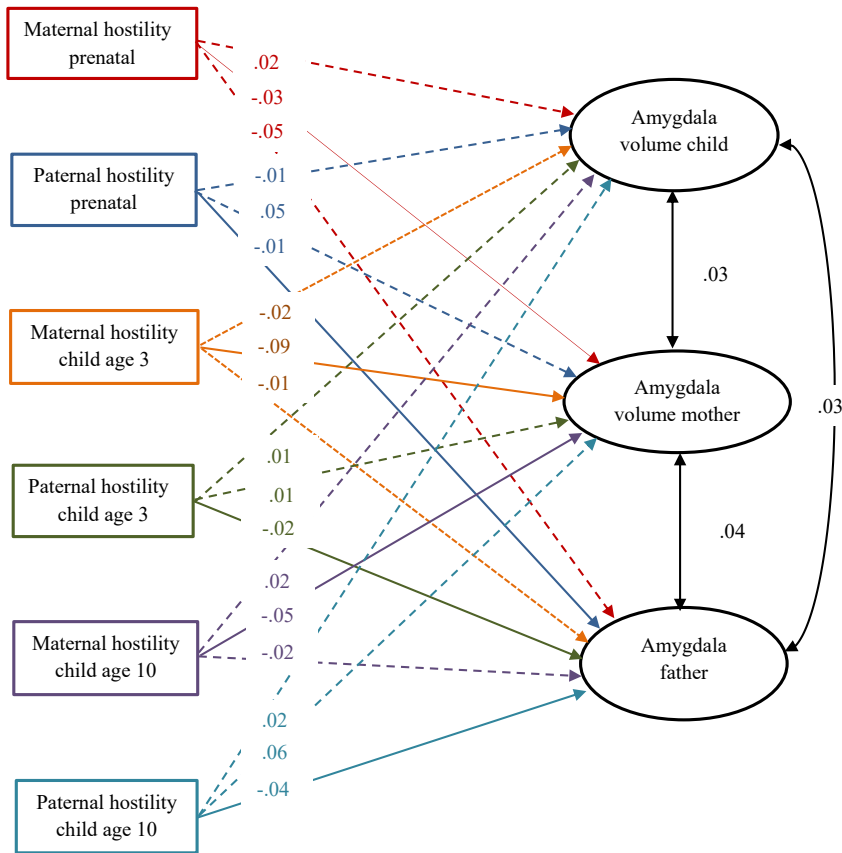 Maternal hostility
prenatal
.02
-.03
-.05
Amygdala
volume child
Paternal hostility
prenatal
-.01
.05
-.01
.03
Maternal hostility
child age 3
-.02
-.09
-.01
Amygdala
volume mother
.03
Paternal hostility
child age 3
.01
.01
-.02
.04
Maternal hostility
child age 10
.02
-.05
-.02
Amygdala
father
Paternal hostility
child age 10
.02
.06
-.04